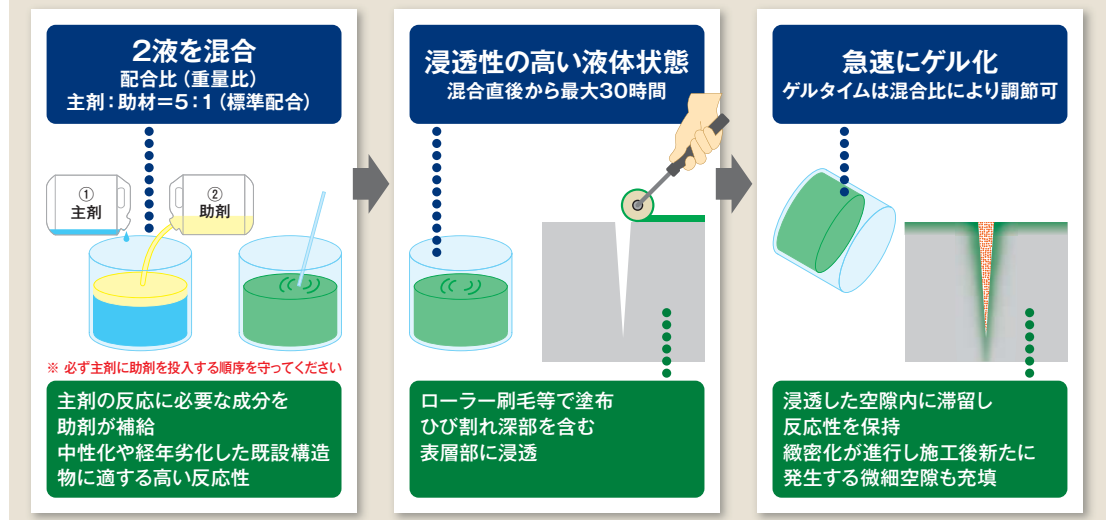 2液を混合
配合比（重量比）
主剤：助材＝5：1（標準配合）
①
主剤
②
助剤
※ 必ず主剤に助剤を投入する順序を守ってください
主剤の反応に必要な成分を
助剤が補給
中性化や経年劣化した既設構造
物に適する高い反応性
浸透性の高い液体状態
混合直後から最大30時間
ローラー刷毛等で塗布
ひび割れ深部を含む
表層部に浸透
急速にゲル化
ゲルタイムは混合比により調節可
浸透した空隙内に滞留し
反応性を保持
緻密化が進行し施工後新たに
発生する微細空隙も充填